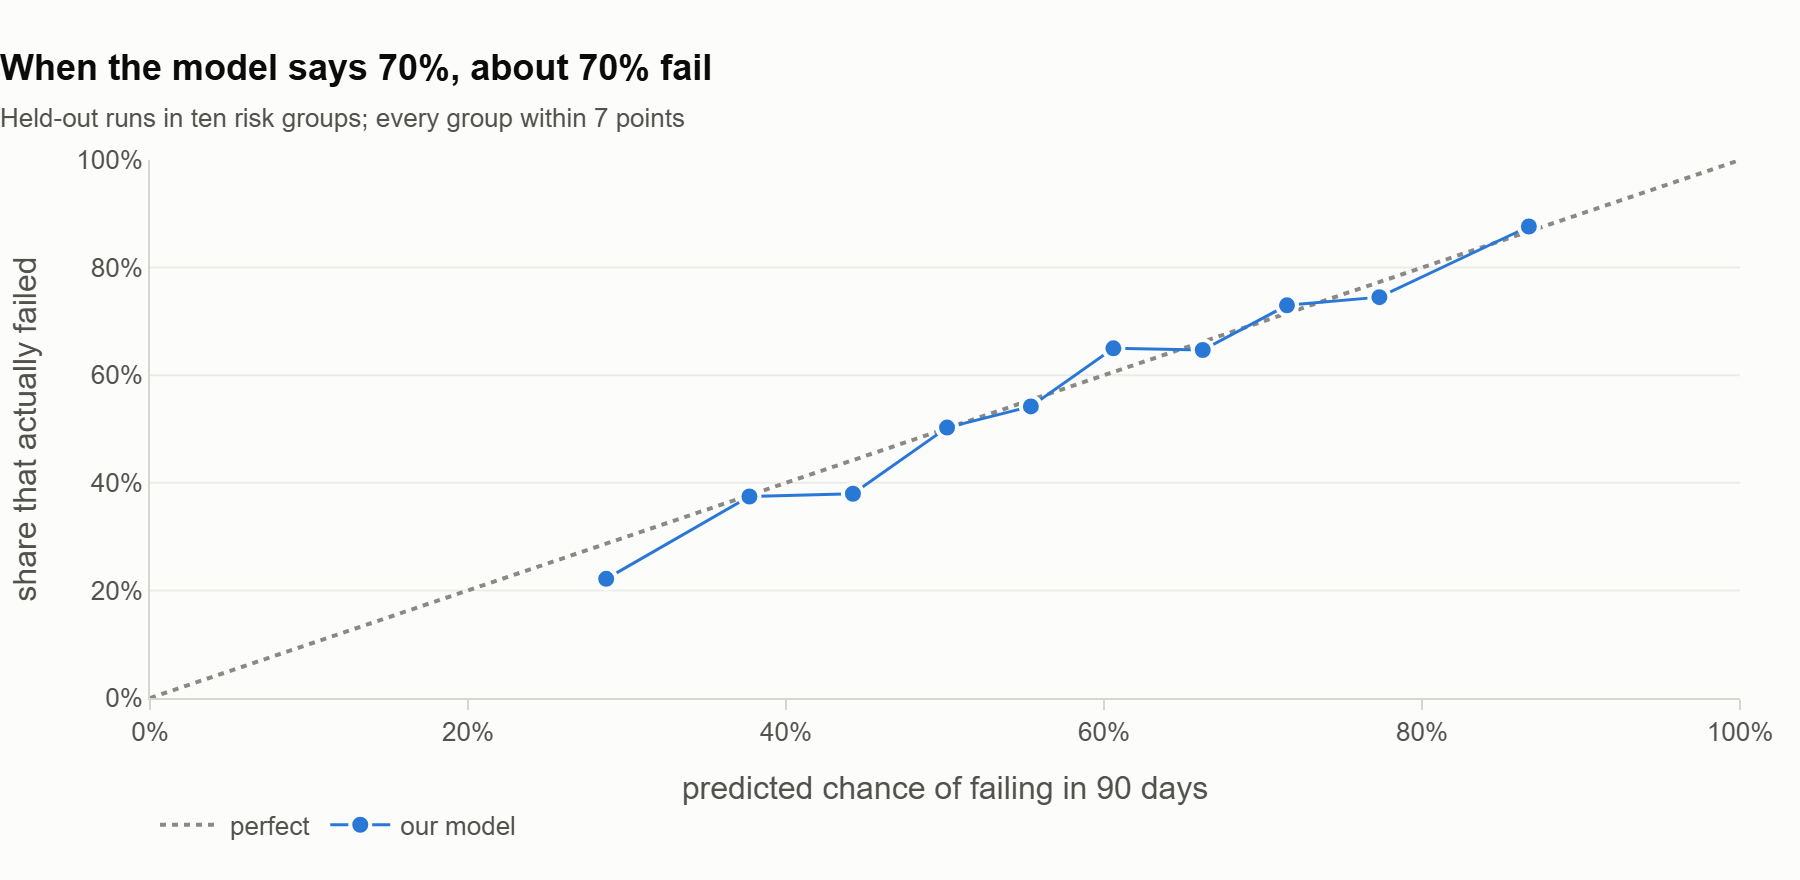 When the model says 70%, about 70% fail
Held-out runs in ten risk groups; every group within 7 points
share that actually failed
100%
80%
60%
40%
20%
0%
0%
20%
40%
60%
80%
100%
predicted chance of failing in 90 days
perfect
our model